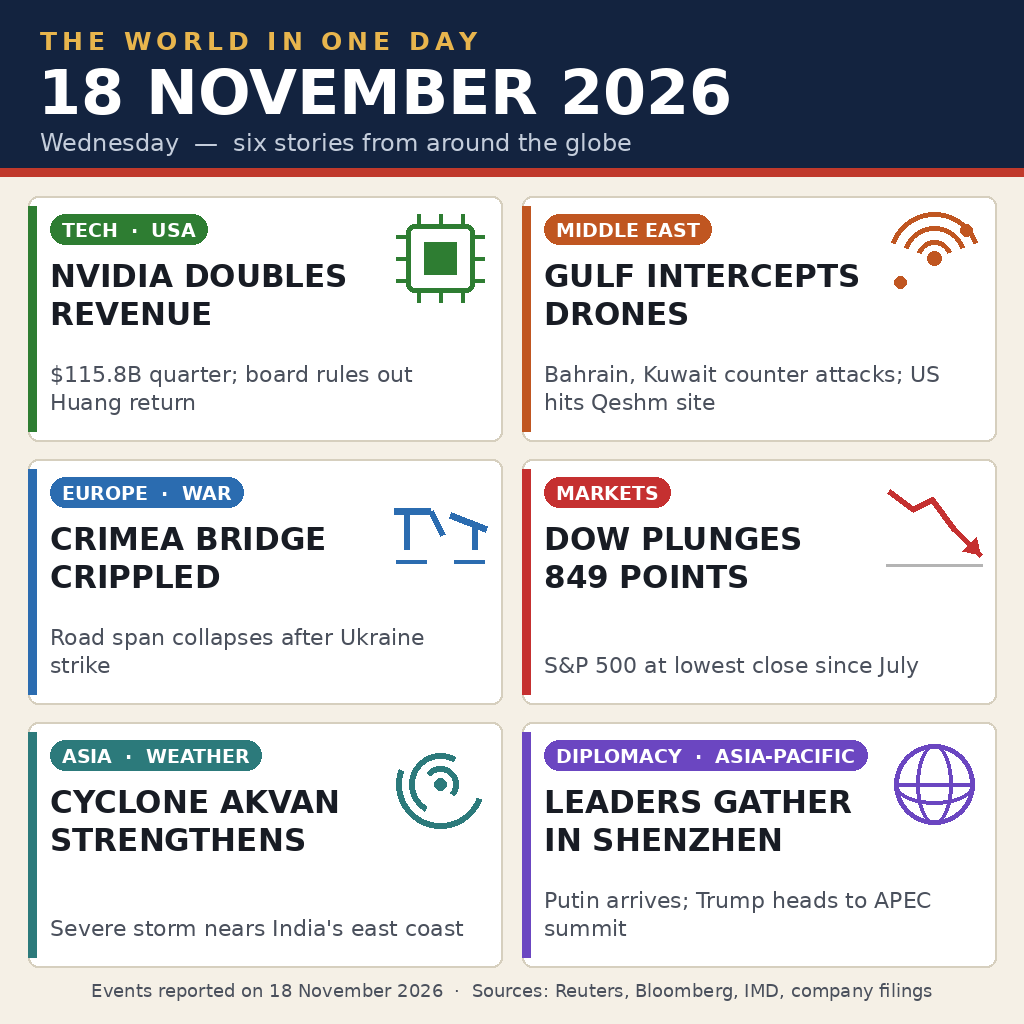 THE WORLD IN ONE DAY
18 NOVEMBER 2026
Wednesday — six stories from around the globe
TECH · USA
NVIDIA DOUBLES
REVENUE
$115.8B quarter; board rules out
Huang return
MIDDLE EAST
GULF INTERCEPTS
DRONES
Bahrain, Kuwait counter attacks; US
hits Qeshm site
EUROPE · WAR
CRIMEA BRIDGE
CRIPPLED
Road span collapses after Ukraine
strike
MARKETS
DOW PLUNGES
849 POINTS
S&P 500 at lowest close since July
ASIA · WEATHER
CYCLONE AKVAN
STRENGTHENS
Severe storm nears India's east coast
DIPLOMACY · ASIA-PACIFIC
LEADERS GATHER
IN SHENZHEN
Putin arrives; Trump heads to APEC
summit
Events reported on 18 November 2026 · Sources: Reuters, Bloomberg, IMD, company filings